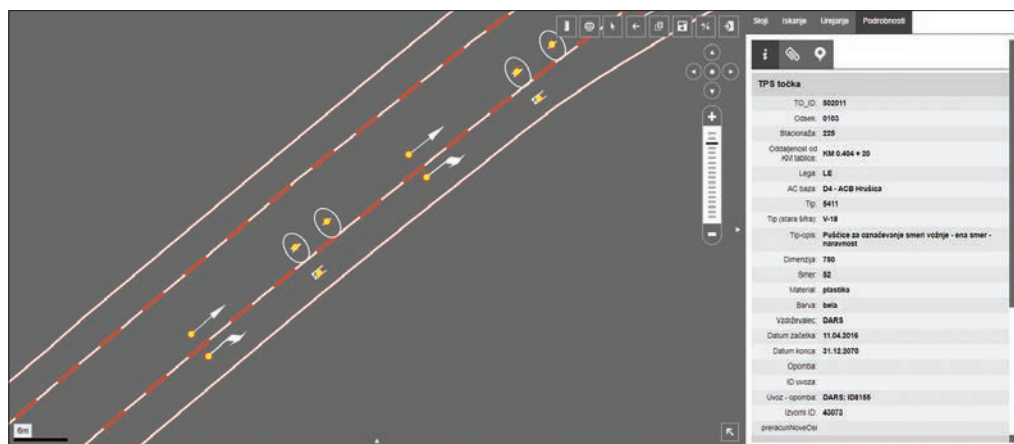 Sloji Iskanje Urejanje Podrobnosti
TPS točka
TO_ID: 502011
Odsek: 0103
Stacionaža: 225
Oddaljenost od
KM tablice: KM 0.404 + 20
Lega: LE
AC baza: D4 - ACB Hrušica
Tip: 5411
Tip (stara šifra): V-18
Tip-opis: Puščice za označevanje smeri vožnje - ena smer -
naravnost
Dimenzija: 750
Smer: 52
Material: plastika
Barva: bela
Vzdrževalec: DARS
Datum začetka: 11.04.2016
Datum konca: 31.12.2070
Opomba:
ID uvoza:
Uvoz - opomba: DARS; ID8155
Izvorni ID: 43073
preracunNoveOsi
6m